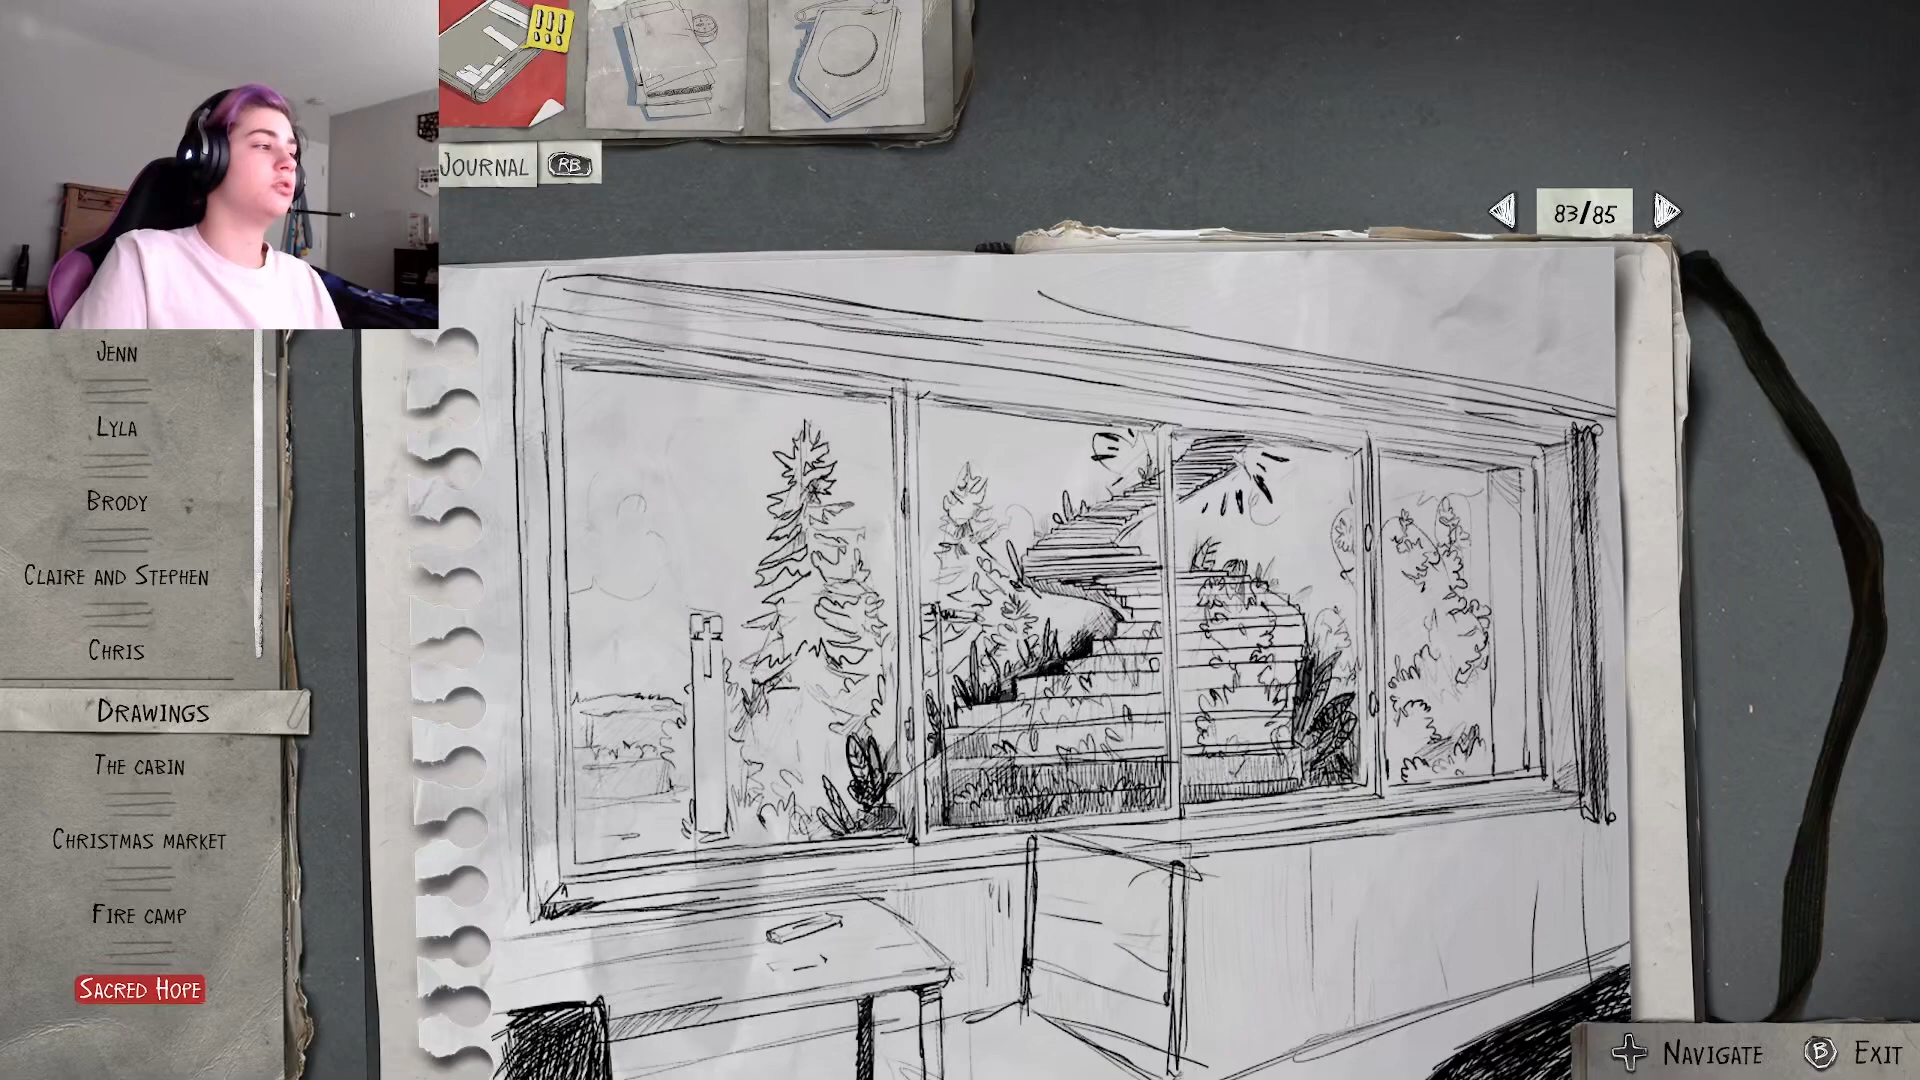 JOURNAL
RB
83/85
JENN
LYLA
BRODY
CLAIRE AND STEPHEN
CHRIS
DRAWINGS
THE CABIN
CHRISTMAS MARKET
FIRE CAMP
SACRED HOPE
NAVIGATE
B
EXIT